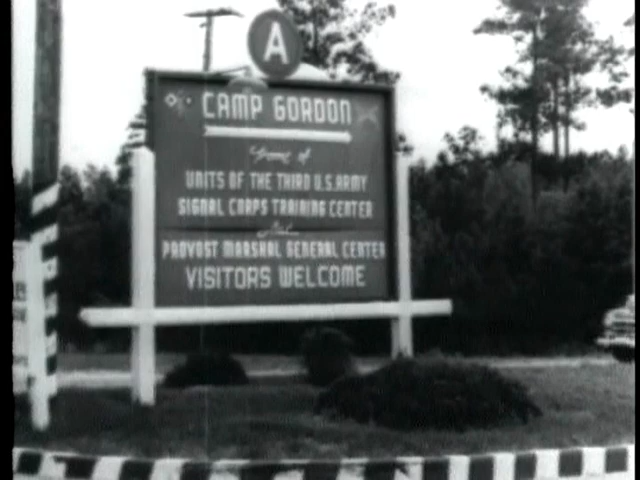 A
CAMP GORDON
Home of
UNITS OF THE THIRD U.S. ARMY
SIGNAL CORPS TRAINING CENTER
and
PROVOST MARSHAL GENERAL CENTER
VISITORS WELCOME